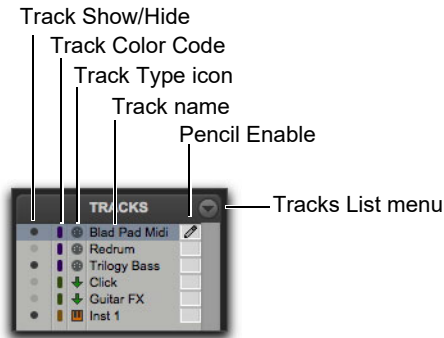 Track Show/Hide
Track Color Code
Track Type icon
Track name
Pencil Enable
Tracks List menu
TRACKS
Blad Pad Midi
Redrum
Trilogy Bass
Click
Guitar FX
Inst 1